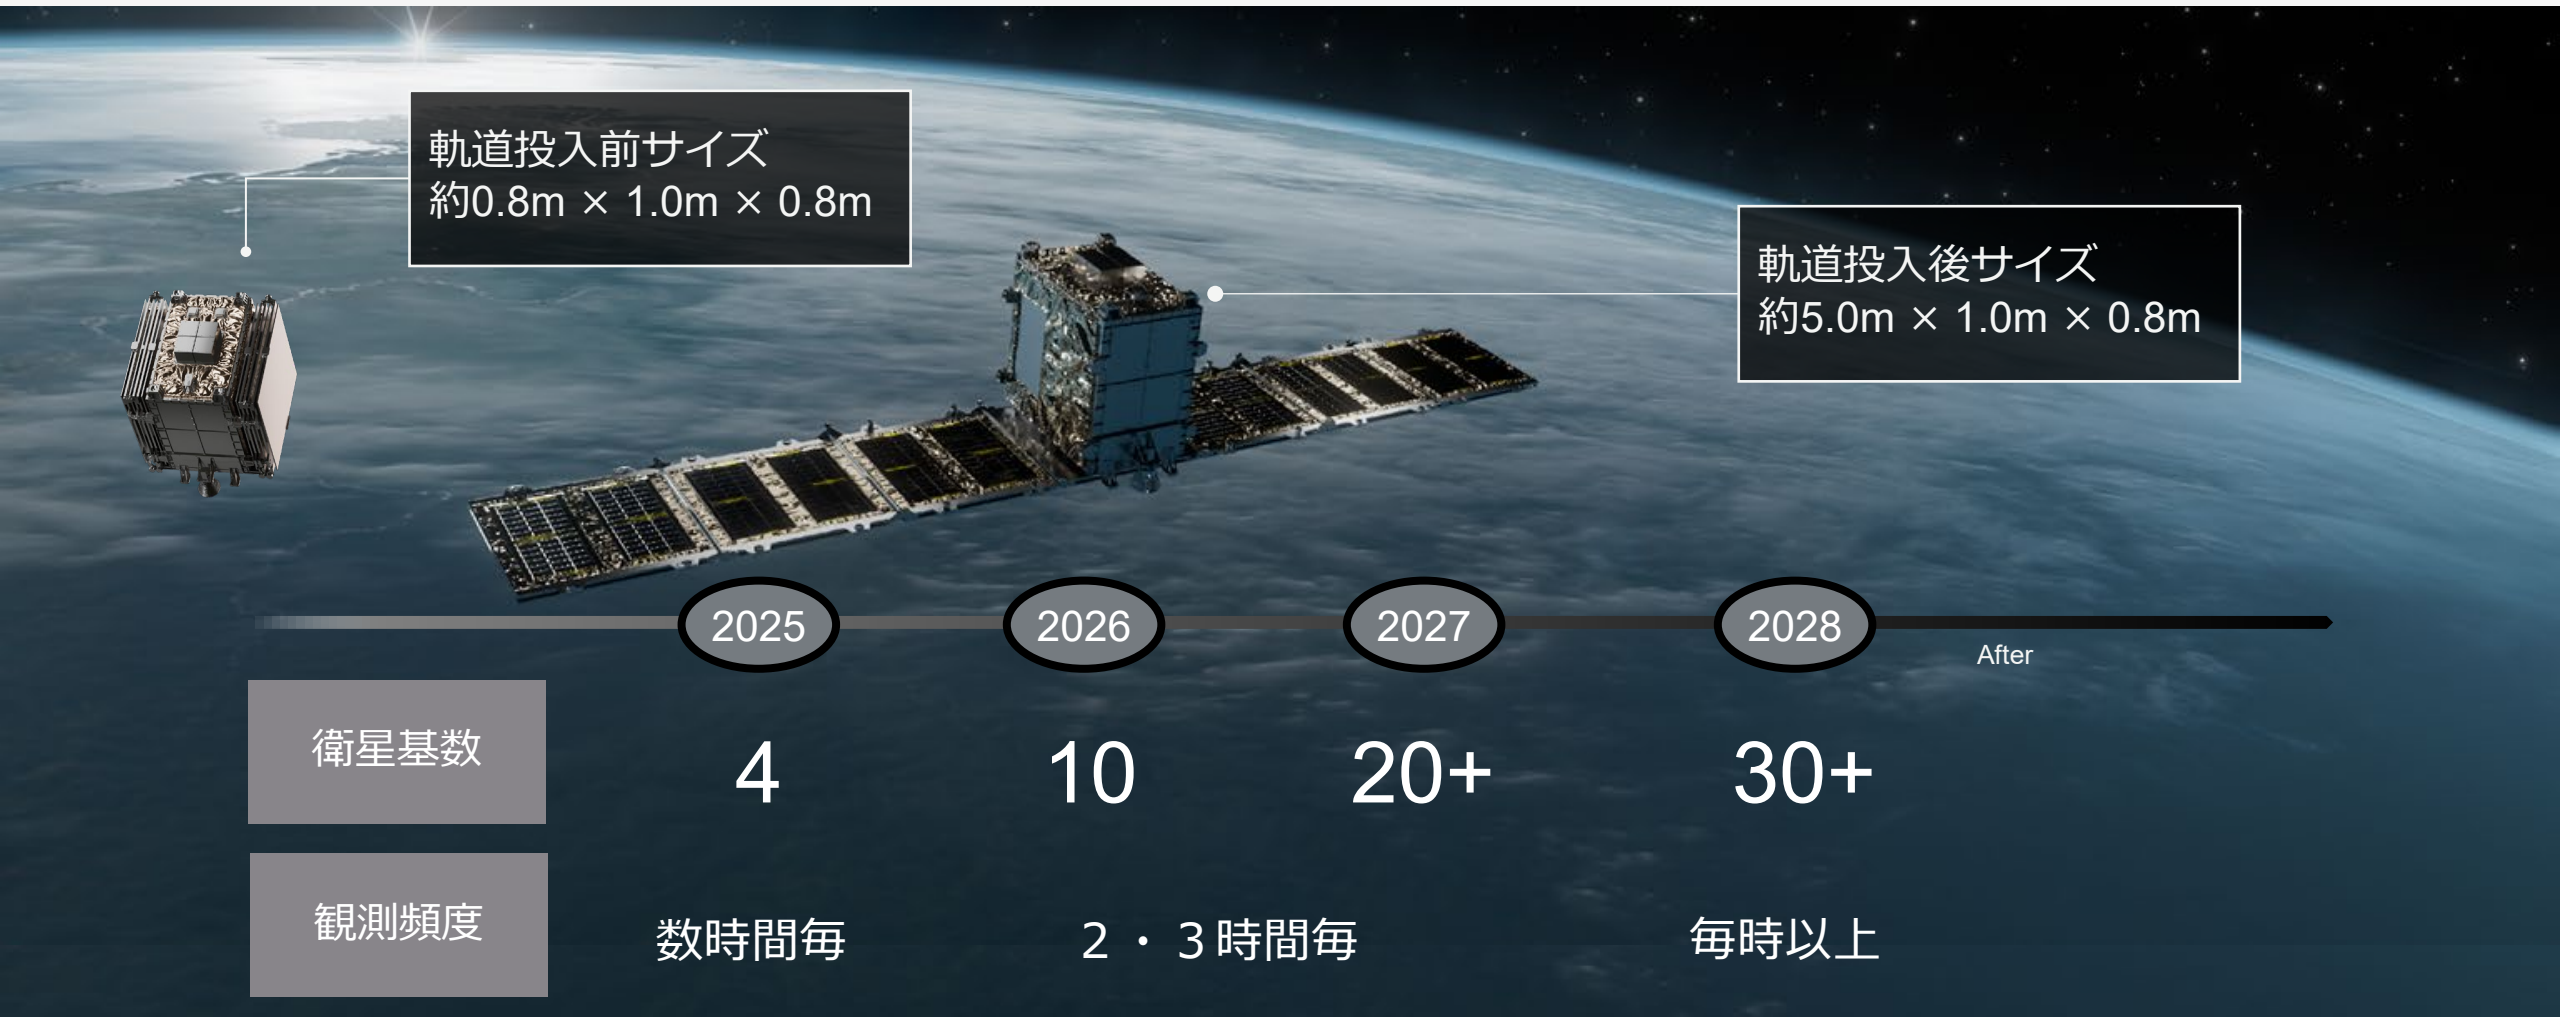 軌道投入前サイズ
約0.8m × 1.0m × 0.8m
軌道投入後サイズ
約5.0m × 1.0m × 0.8m
2025
2026
2027
2028
After
衛星基数
4
10
20+
30+
観測頻度
数時間毎
２・３時間毎
毎時以上